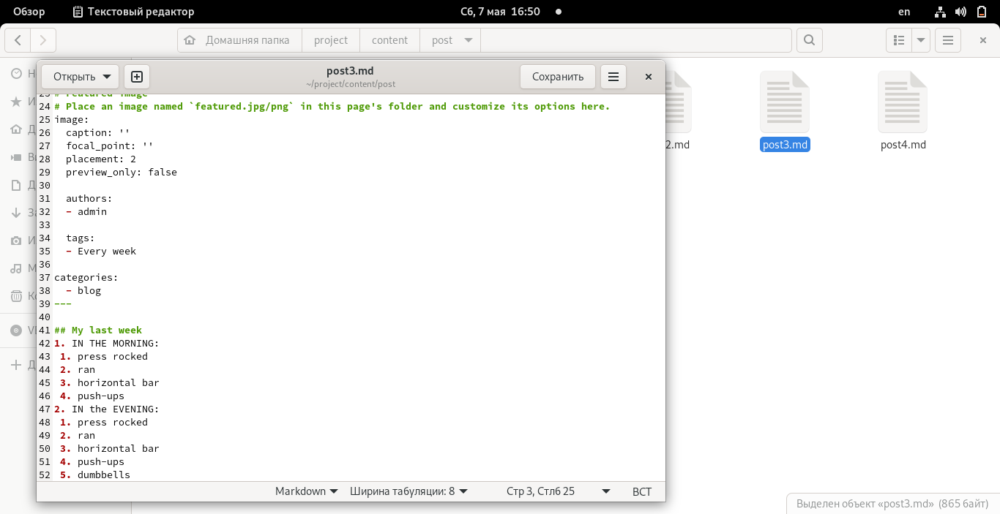 Обзор
Текстовый редактор
Сб, 7 мая 16:50
en
Домашняя папка
project
content
post
Открыть
post3.md
~/project/content/post
Сохранить
23 # Featured image
24 # Place an image named `featured.jpg/png` in this page's folder and customize its options here.
25 image:
26   caption: ''
27   focal_point: ''
28   placement: 2
29   preview_only: false
30
31   authors:
32   - admin
33
34   tags:
35   - Every week
36
37 categories:
38   - blog
39 ---
40
41 ## My last week
42 1. IN THE MORNING:
43  1. press rocked
44  2. ran
45  3. horizontal bar
46  4. push-ups
47 2. IN the EVENING:
48  1. press rocked
49  2. ran
50  3. horizontal bar
51  4. push-ups
52  5. dumbbells
Markdown
Ширина табуляции: 8
Стр 3, Стлб 25
ВСТ
2.md
post3.md
post4.md
Выделен объект «post3.md» (865 байт)